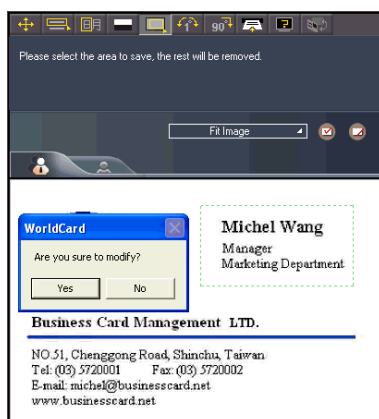 Please select the area to save, the rest will be removed.
Fit Image
WorldCard
Are you sure to modify?
Yes
No
Michel Wang
Manager
Marketing Department
Business Card Management LTD.
NO.51, Chenggong Road, Shinchu, Taiwan
Tel: (03) 5720001 Fax: (03) 5720002
E-mail: michel@businesscard.net
www.businesscard.net